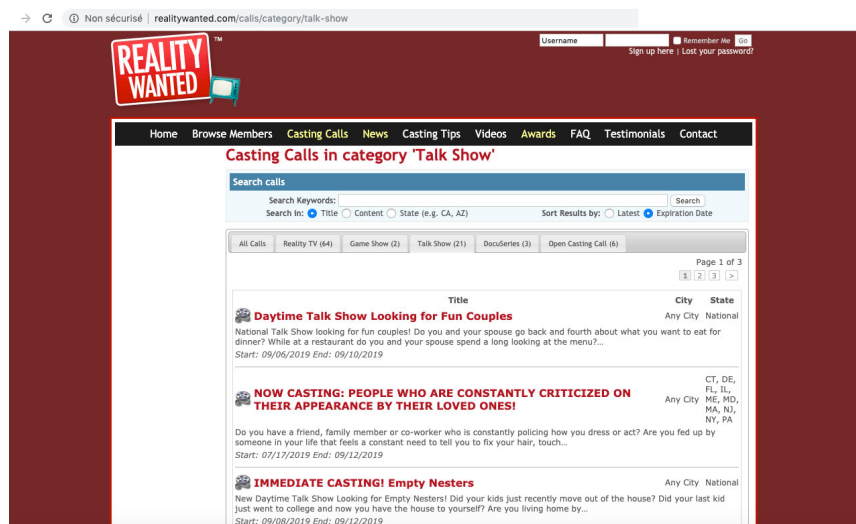 Non sécurisé | realitywanted.com/calls/category/talk-show
REALITY WANTED ™
Username Remember Me Go
Sign up here | Lost your password?
Home Browse Members Casting Calls News Casting Tips Videos Awards FAQ Testimonials Contact
Casting Calls in category 'Talk Show'
Search calls
Search Keywords: Search
Search In: Title Content State (e.g. CA, AZ) Sort Results by: Latest Expiration Date
All Calls Reality TV (64) Game Show (2) Talk Show (21) DocuSeries (3) Open Casting Call (6)
Page 1 of 3
1 2 3 >
Title City State
Daytime Talk Show Looking for Fun Couples Any City National
National Talk Show looking for fun couples! Do you and your spouse go back and fourth about what you want to eat for
dinner? While at a restaurant do you and your spouse spend a long looking at the menu?...
Start: 09/06/2019 End: 09/10/2019
NOW CASTING: PEOPLE WHO ARE CONSTANTLY CRITICIZED ON
THEIR APPEARANCE BY THEIR LOVED ONES!
Any City
CT, DE,
FL, IL,
ME, MD,
MA, NJ,
NY, PA
Do you have a friend, family member or co-worker who is constantly policing how you dress or act? Are you fed up by
someone in your life that feels a constant need to tell you to fix your hair, touch...
Start: 07/17/2019 End: 09/12/2019
IMMEDIATE CASTING! Empty Nesters Any City National
New Daytime Talk Show Looking for Empty Nesters! Did your kids just recently move out of the house? Did your last kid
just went to college and now you have the house to yourself? Are you living home by...
Start: 09/08/2019 End: 09/12/2019